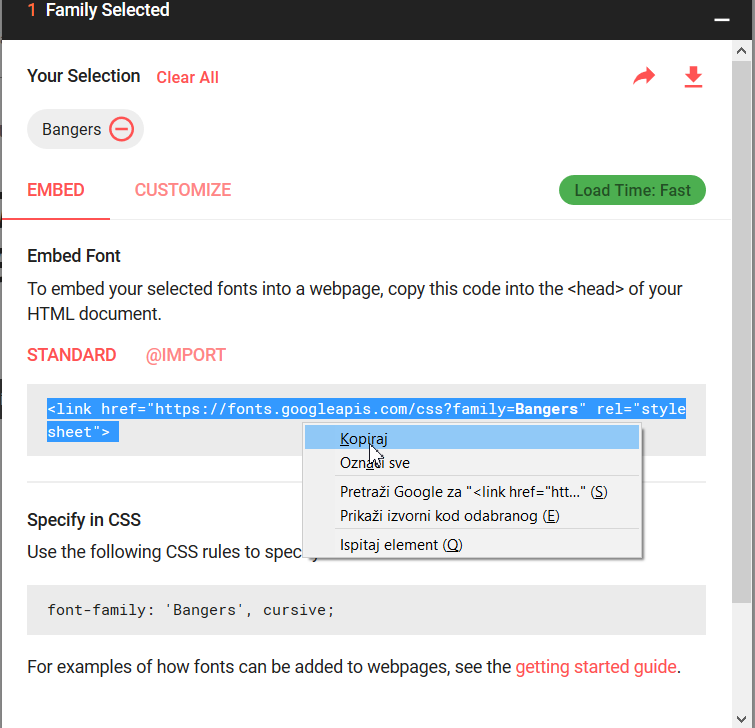 1 Family Selected
Your Selection Clear All
Bangers
EMBED CUSTOMIZE Load Time: Fast
Embed Font
To embed your selected fonts into a webpage, copy this code into the <head> of your
HTML document.
STANDARD @IMPORT
<link href="https://fonts.googleapis.com/css?family=Bangers" rel="style
sheet">
Kopiraj
Označi sve
Pretraži Google za "<link href="htt..." (S)
Prikaži izvorni kod odabranog (E)
Ispitaj element (Q)
Specify in CSS
Use the following CSS rules to
font-family: 'Bangers', cursive;
For examples of how fonts can be added to webpages, see the getting started guide.